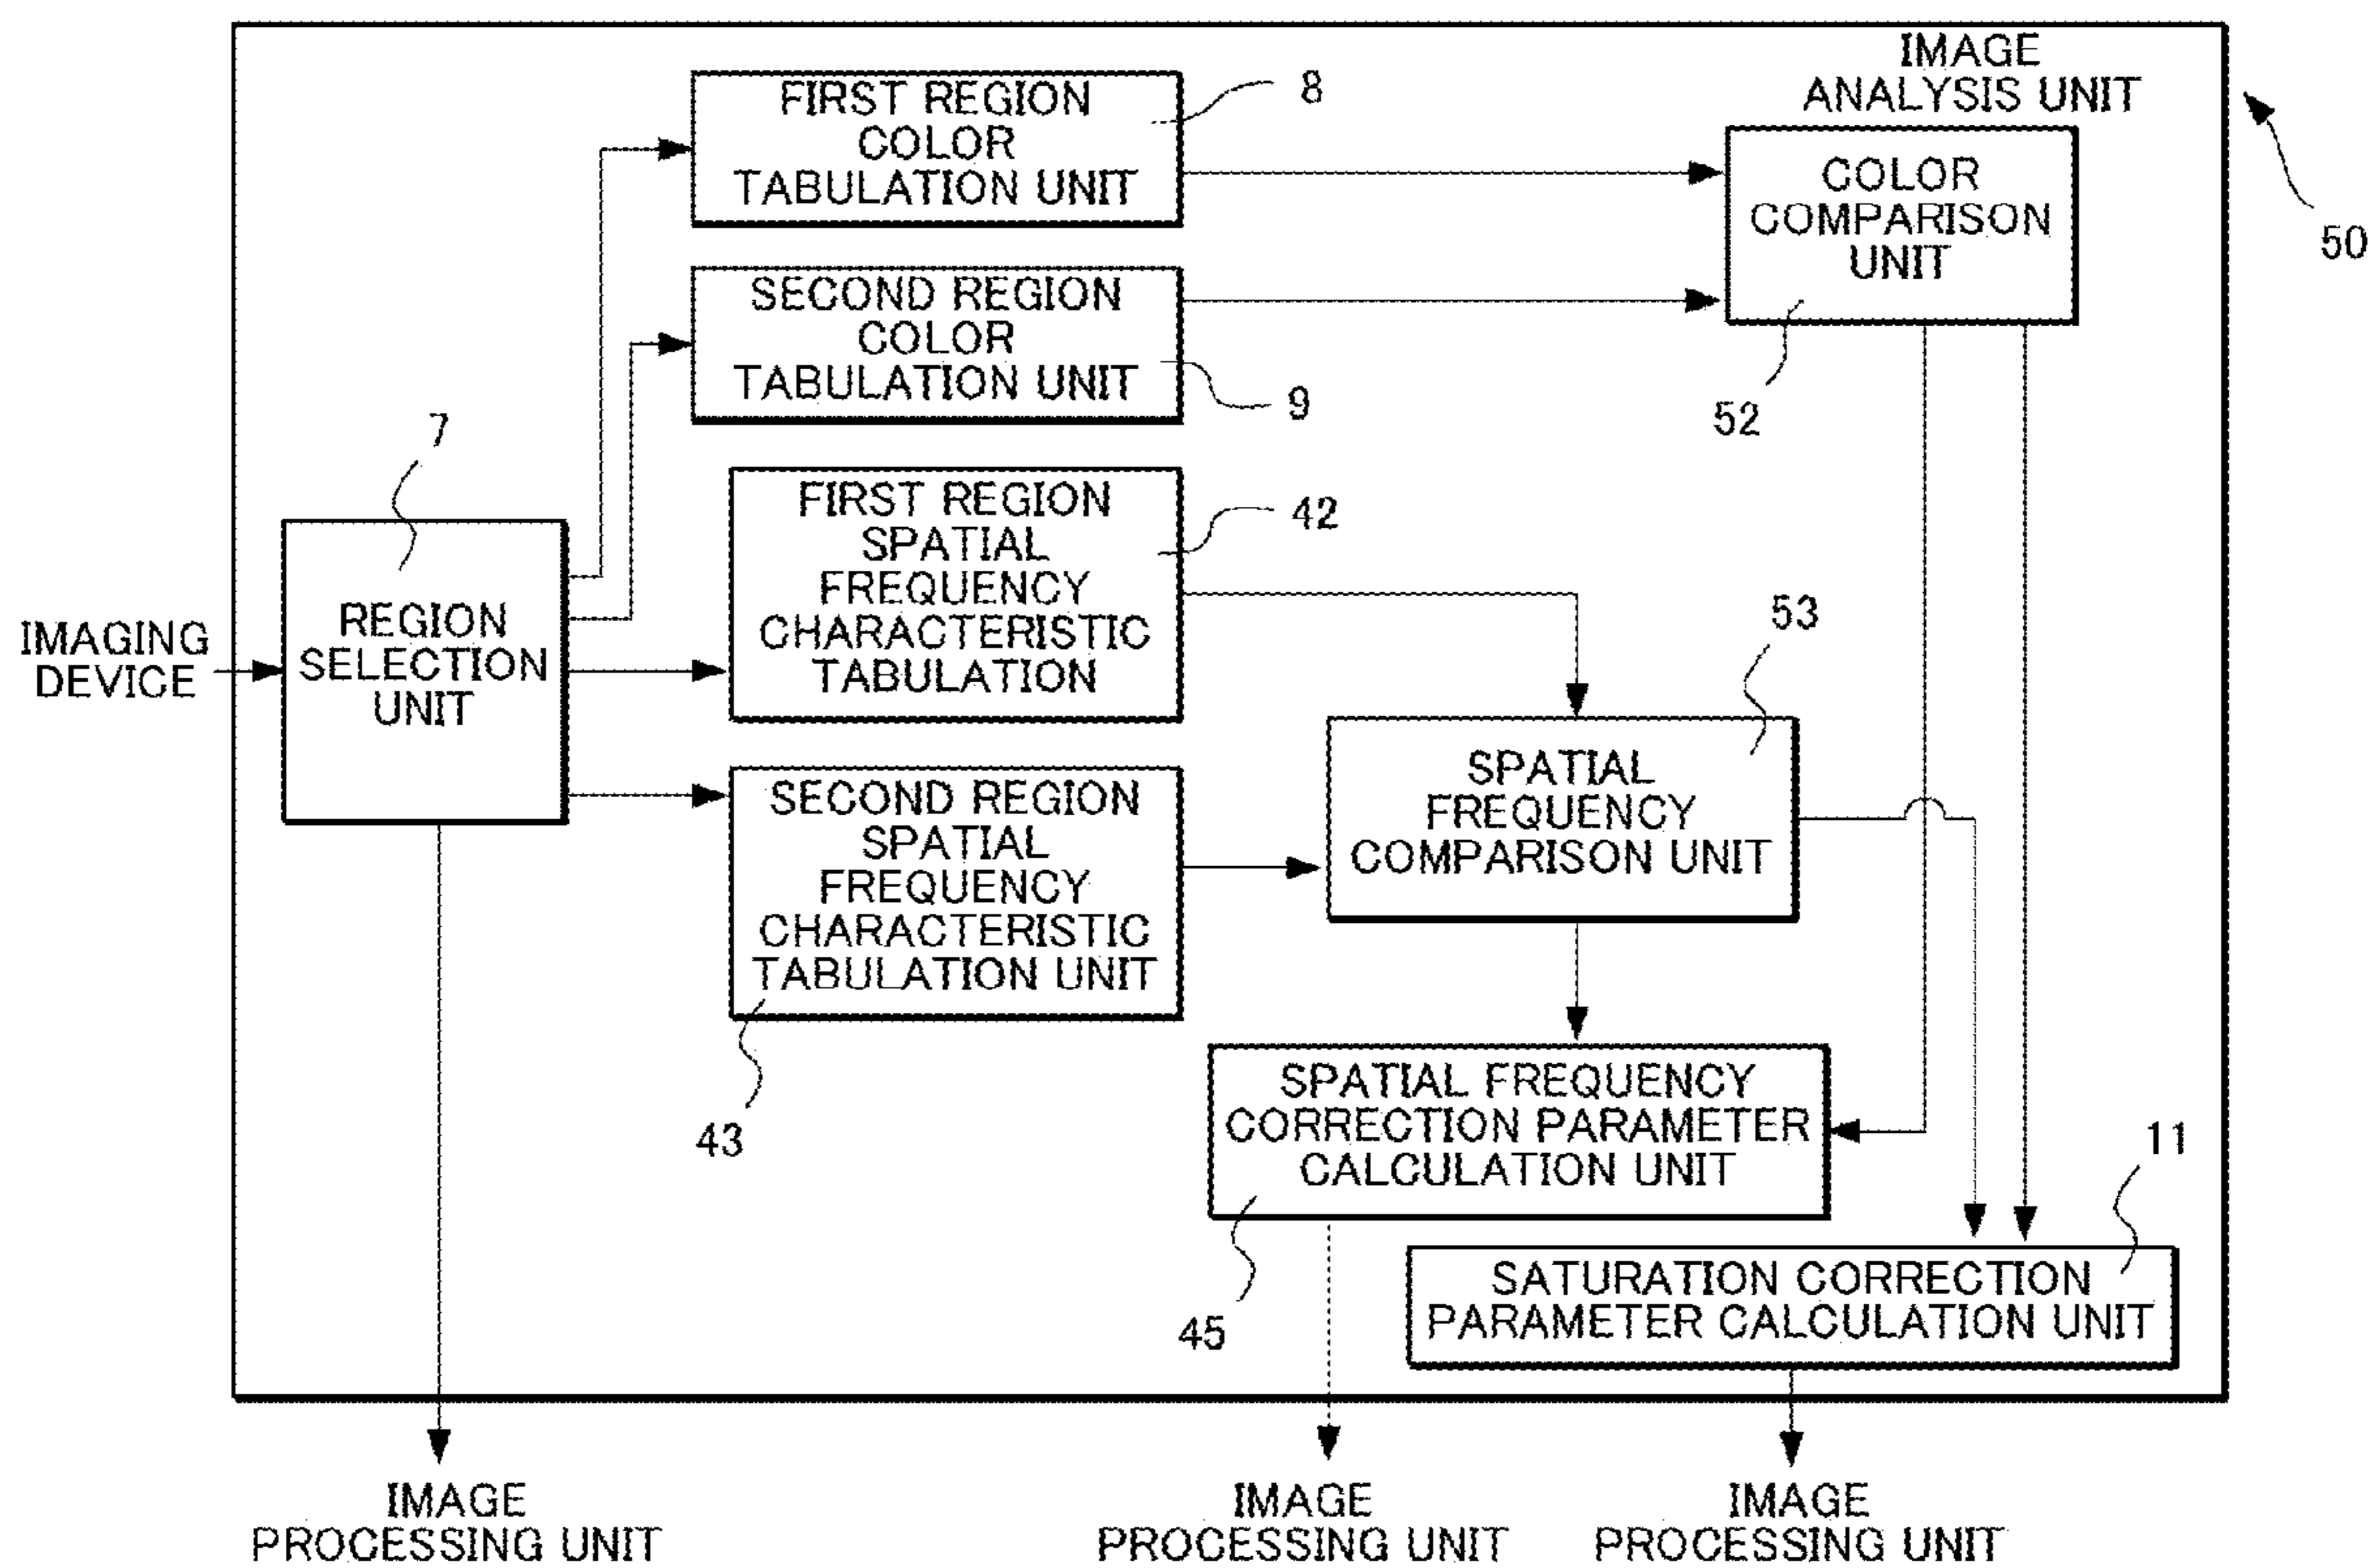 IMAGE
ANALYSIS UNIT
50
FIRST REGION
COLOR
TABULATION UNIT
8
COLOR
COMPARISON
UNIT
52
SECOND REGION
COLOR
TABULATION UNIT
9
7
IMAGING
DEVICE
REGION
SELECTION
UNIT
FIRST REGION
SPATIAL
FREQUENCY
CHARACTERISTIC
TABULATION
42
53
SPATIAL
FREQUENCY
COMPARISON UNIT
SECOND REGION
SPATIAL
FREQUENCY
CHARACTERISTIC
TABULATION UNIT
43
SPATIAL FREQUENCY
CORRECTION PARAMETER
CALCULATION UNIT
45
11
SATURATION CORRECTION
PARAMETER CALCULATION UNIT
IMAGE
PROCESSING UNIT
IMAGE
PROCESSING UNIT
IMAGE
PROCESSING UNIT